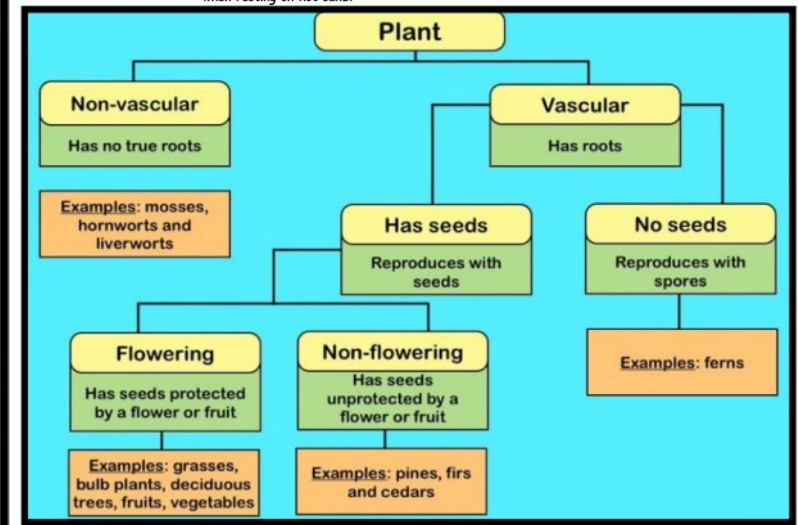 Plant
Non-vascular
Has no true roots
Examples: mosses,
hornworts and
liverworts
Vascular
Has roots
Has seeds
Reproduces with
seeds
No seeds
Reproduces with
spores
Examples: ferns
Flowering
Has seeds protected
by a flower or fruit
Examples: grasses,
bulb plants, deciduous
trees, fruits, vegetables
Non-flowering
Has seeds
unprotected by a
flower or fruit
Examples: pines, firs
and cedars